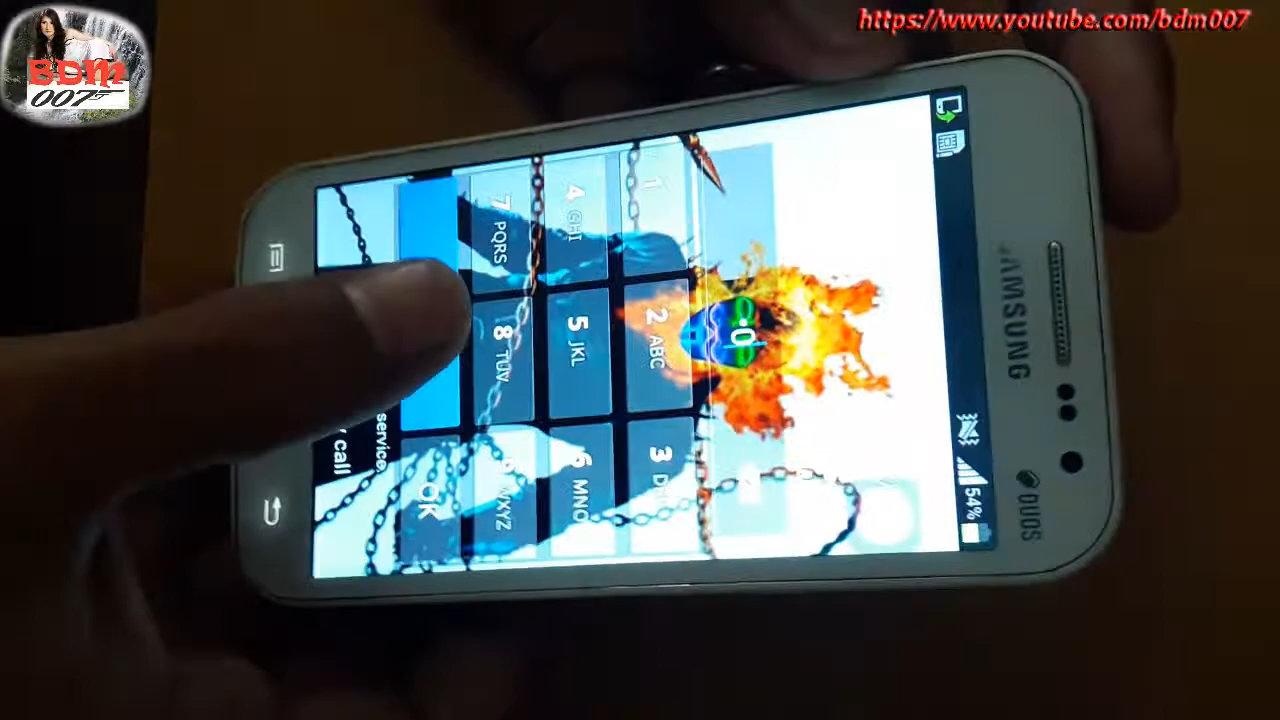 https://www.youtube.com/bdm007
BDM
007
SAMSUNG
DUOS
54%
•0
1
2 ABC
3 D
4 GHI
5 JKL
6 MNO
7 PQRS
8 TUV
WXYZ
OK
service
call